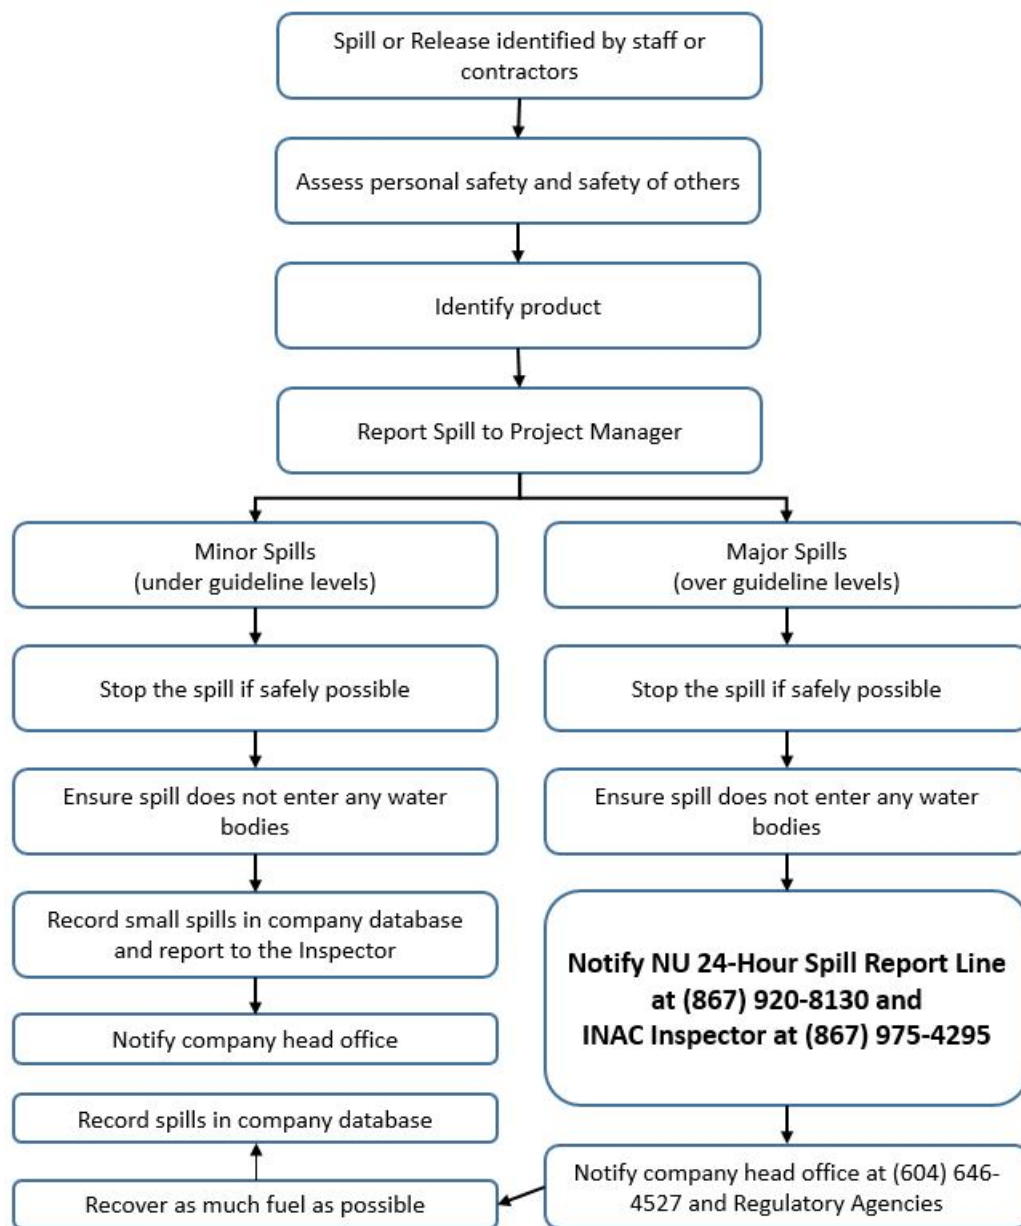 Spill or Release identified by staff or
contractors
Assess personal safety and safety of others
Identify product
Report Spill to Project Manager
Minor Spills
(under guideline levels)
Major Spills
(over guideline levels)
Stop the spill if safely possible
Stop the spill if safely possible
Ensure spill does not enter any water
bodies
Ensure spill does not enter any water
bodies
Record small spills in company database
and report to the Inspector
Notify NU 24-Hour Spill Report Line
at (867) 920-8130 and
INAC Inspector at (867) 975-4295
Notify company head office
Record spills in company database
Notify company head office at (604) 646-
4527 and Regulatory Agencies
Recover as much fuel as possible